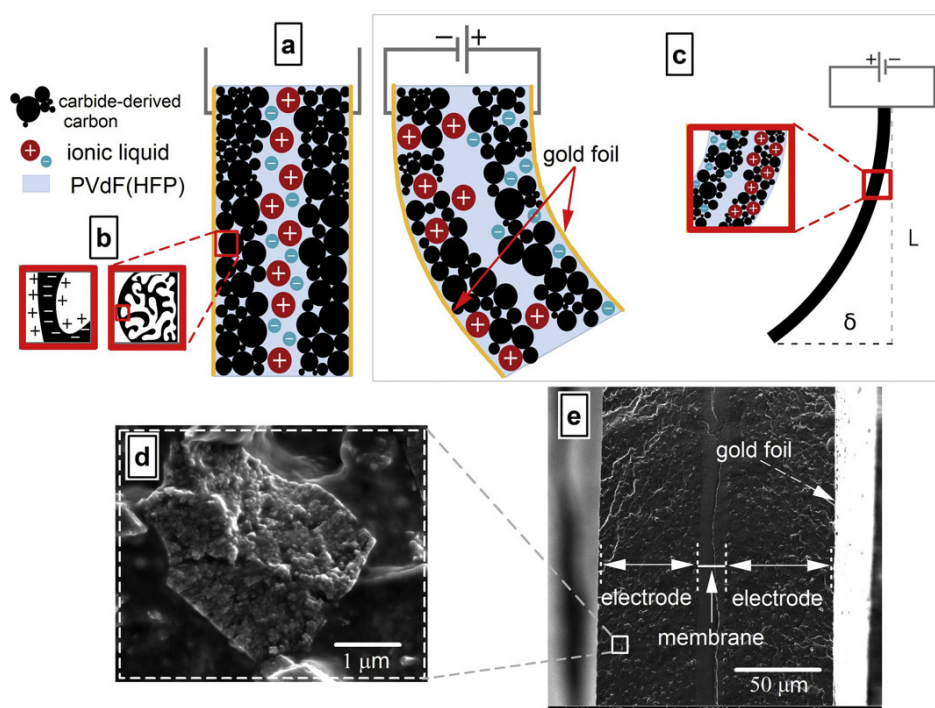 a
carbide-derived
carbon
ionic liquid
PVdF(HFP)
b
− +
gold foil
c
+ −
L
δ
d
1 μm
e
gold foil
electrode
electrode
membrane
50 μm